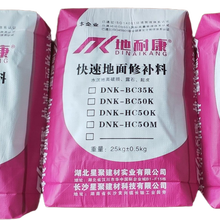 地耐康
DINAIKANG
快速地面修补料
DNK-BC35K
DNK-BC50K
DNK-HC50K
DNK-HC50M
重量：25kg±0.5kg
湖北星聚建材实业有限公司
长沙星聚建材科技有限公司